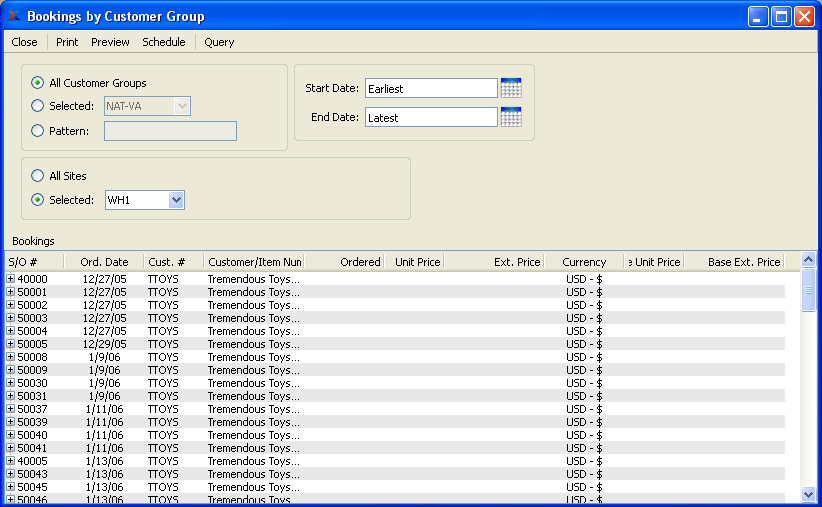 Bookings by Customer Group
Close Print Preview Schedule Query
All Customer Groups
Selected: NAT-VA
Pattern:
Start Date: Earliest
End Date: Latest
All Sites
Selected: WH1
Bookings
S/O # Ord. Date Cust. # Customer/Item Nun Ordered Unit Price Ext. Price Currency e Unit Price Base Ext. Price
40000 12/27/05 TTOYS Tremendous Toys... USD - $
50001 12/27/05 TTOYS Tremendous Toys... USD - $
50002 12/27/05 TTOYS Tremendous Toys... USD - $
50003 12/27/05 TTOYS Tremendous Toys... USD - $
50004 12/27/05 TTOYS Tremendous Toys... USD - $
50005 12/29/05 TTOYS Tremendous Toys... USD - $
50008 1/9/06 TTOYS Tremendous Toys... USD - $
50009 1/9/06 TTOYS Tremendous Toys... USD - $
50030 1/9/06 TTOYS Tremendous Toys... USD - $
50031 1/9/06 TTOYS Tremendous Toys... USD - $
50037 1/11/06 TTOYS Tremendous Toys... USD - $
50039 1/11/06 TTOYS Tremendous Toys... USD - $
50040 1/11/06 TTOYS Tremendous Toys... USD - $
50041 1/11/06 TTOYS Tremendous Toys... USD - $
40005 1/13/06 TTOYS Tremendous Toys... USD - $
50043 1/13/06 TTOYS Tremendous Toys... USD - $
50045 1/13/06 TTOYS Tremendous Toys... USD - $
50046 1/13/06 TTOYS Tremendous Toys... USD - $